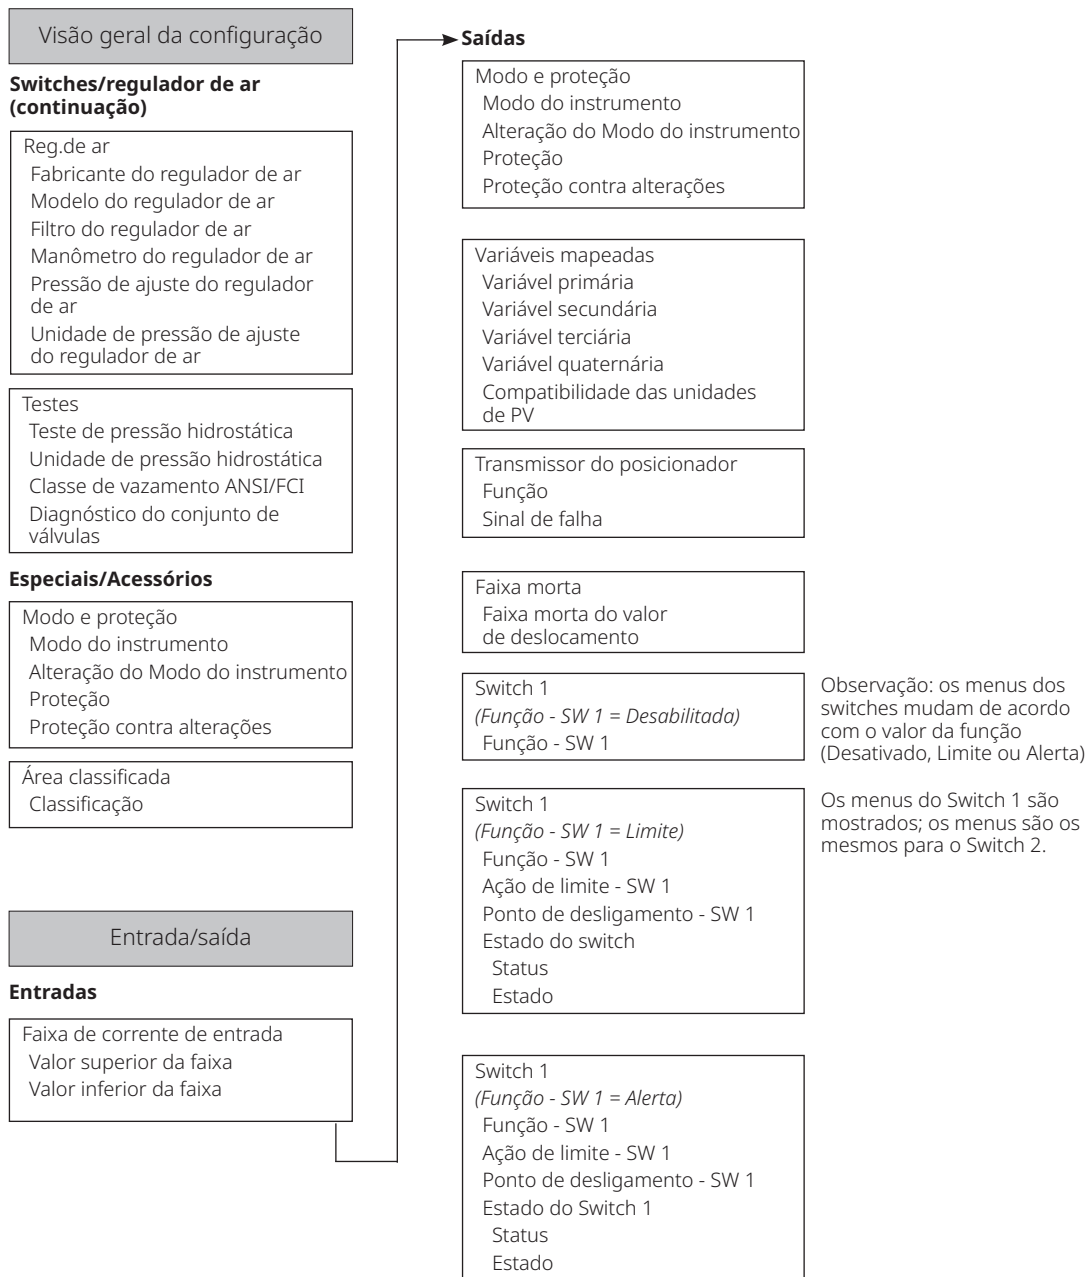 Visão geral da configuração
Switches/regulador de ar
(continuação)
Reg.de ar
Fabricante do regulador de ar
Modelo do regulador de ar
Filtro do regulador de ar
Manômetro do regulador de ar
Pressão de ajuste do regulador
de ar
Unidade de pressão de ajuste
do regulador de ar
Testes
Teste de pressão hidrostática
Unidade de pressão hidrostática
Classe de vazamento ANSI/FCI
Diagnóstico do conjunto de
válvulas
Especiais/Acessórios
Modo e proteção
Modo do instrumento
Alteração do Modo do instrumento
Proteção
Proteção contra alterações
Área classificada
Classificação
Entrada/saída
Entradas
Faixa de corrente de entrada
Valor superior da faixa
Valor inferior da faixa
Saídas
Modo e proteção
Modo do instrumento
Alteração do Modo do instrumento
Proteção
Proteção contra alterações
Variáveis mapeadas
Variável primária
Variável secundária
Variável terciária
Variável quaternária
Compatibilidade das unidades
de PV
Transmissor do posicionador
Função
Sinal de falha
Faixa morta
Faixa morta do valor
de deslocamento
Switch 1
(Função - SW 1 = Desabilitada)
Função - SW 1
Switch 1
(Função - SW 1 = Limite)
Função - SW 1
Ação de limite - SW 1
Ponto de desligamento - SW 1
Estado do switch
Status
Estado
Switch 1
(Função - SW 1 = Alerta)
Função - SW 1
Ação de limite - SW 1
Ponto de desligamento - SW 1
Estado do Switch 1
Status
Estado
Observação: os menus dos
switches mudam de acordo
com o valor da função
(Desativado, Limite ou Alerta)
Os menus do Switch 1 são
mostrados; os menus são os
mesmos para o Switch 2.